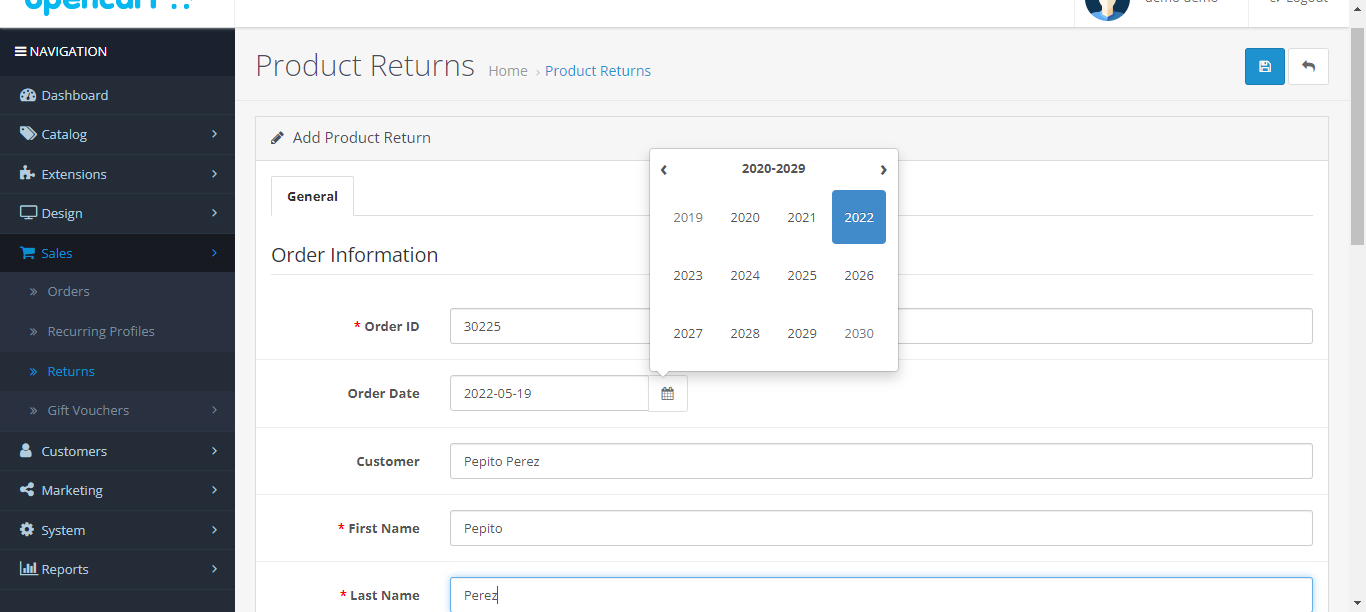 opencart
demo demo
Logout
NAVIGATION
Dashboard
Catalog
Extensions
Design
Sales
Orders
Recurring Profiles
Returns
Gift Vouchers
Customers
Marketing
System
Reports
Product Returns
Home › Product Returns
Add Product Return
General
Order Information
* Order ID 30225
Order Date 2022-05-19
Customer Pepito Perez
* First Name Pepito
* Last Name Perez
‹ 2020-2029 ›
2019 2020 2021 2022
2023 2024 2025 2026
2027 2028 2029 2030